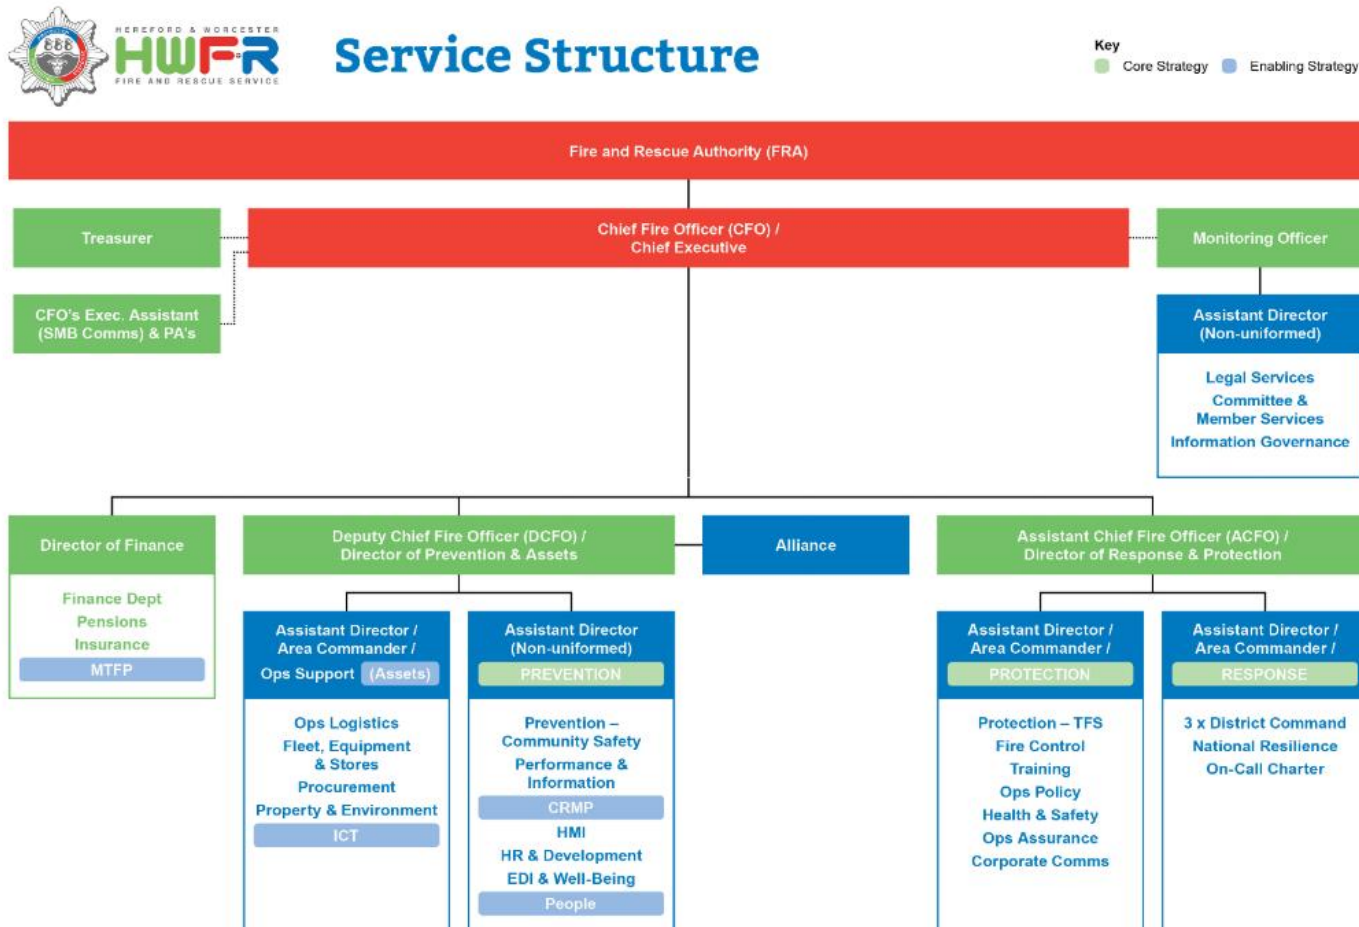 HEREFORD & WORCESTER
HWFR
FIRE AND RESCUE SERVICE
Service Structure
Key
Core Strategy
Enabling Strategy
Fire and Rescue Authority (FRA)
Treasurer
Chief Fire Officer (CFO) /
Chief Executive
Monitoring Officer
CFO's Exec. Assistant
(SMB Comms) & PA's
Assistant Director
(Non-uniformed)
Legal Services
Committee &
Member Services
Information Governance
Director of Finance
Finance Dept
Pensions
Insurance
MTFP
Deputy Chief Fire Officer (DCFO) /
Director of Prevention & Assets
Alliance
Assistant Director /
Area Commander /
Ops Support (Assets)
Ops Logistics
Fleet, Equipment
& Stores
Procurement
Property & Environment
ICT
Assistant Director
(Non-uniformed)
PREVENTION
Prevention –
Community Safety
Performance &
Information
CRMP
HMI
HR & Development
EDI & Well-Being
People
Assistant Chief Fire Officer (ACFO) /
Director of Response & Protection
Assistant Director /
Area Commander /
PROTECTION
Protection – TFS
Fire Control
Training
Ops Policy
Health & Safety
Ops Assurance
Corporate Comms
Assistant Director /
Area Commander /
RESPONSE
3 x District Command
National Resilience
On-Call Charter